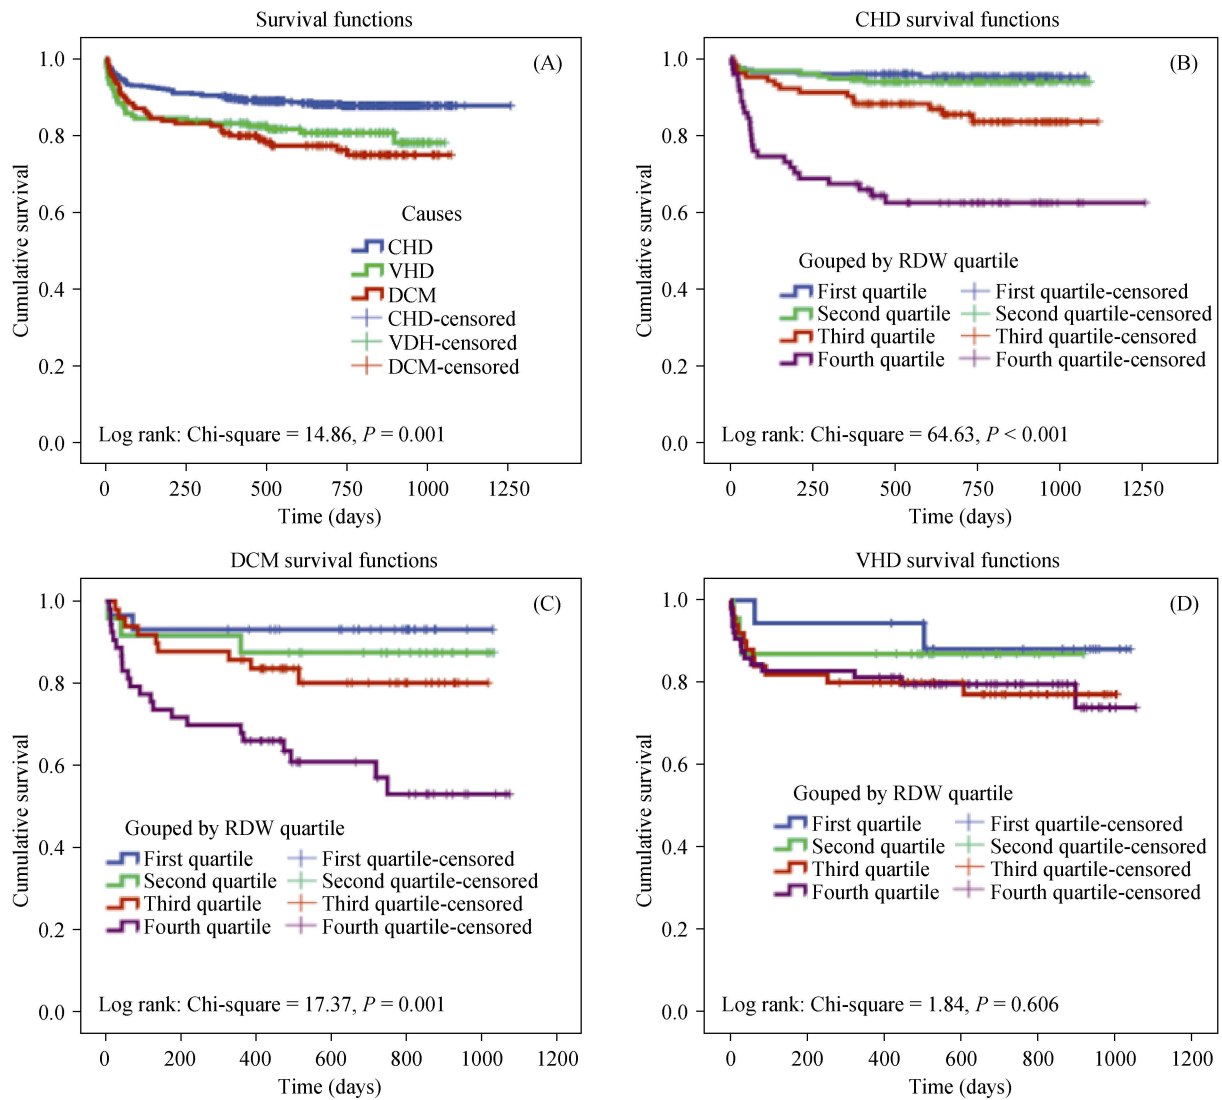 Survival functions
(A)
Cumulative survival
1.0
0.8
0.6
0.4
0.2
0.0
Causes
CHD
VHD
DCM
CHD-censored
VDH-censored
DCM-censored
Log rank: Chi-square = 14.86, P = 0.001
0 250 500 750 1000 1250
Time (days)
CHD survival functions
(B)
Cumulative survival
1.0
0.8
0.6
0.4
0.2
0.0
Grouped by RDW quartile
First quartile First quartile-censored
Second quartile Second quartile-censored
Third quartile Third quartile-censored
Fourth quartile Fourth quartile-censored
Log rank: Chi-square = 64.63, P < 0.001
0 250 500 750 1000 1250
Time (days)
DCM survival functions
(C)
Cumulative survival
1.0
0.8
0.6
0.4
0.2
0.0
Grouped by RDW quartile
First quartile First quartile-censored
Second quartile Second quartile-censored
Third quartile Third quartile-censored
Fourth quartile Fourth quartile-censored
Log rank: Chi-square = 17.37, P = 0.001
0 200 400 600 800 1000 1200
Time (days)
VHD survival functions
(D)
Cumulative survival
1.0
0.8
0.6
0.4
0.2
0.0
Grouped by RDW quartile
First quartile First quartile-censored
Second quartile Second quartile-censored
Third quartile Third quartile-censored
Fourth quartile Fourth quartile-censored
Log rank: Chi-square = 1.84, P = 0.606
0 200 400 600 800 1000 1200
Time (days)